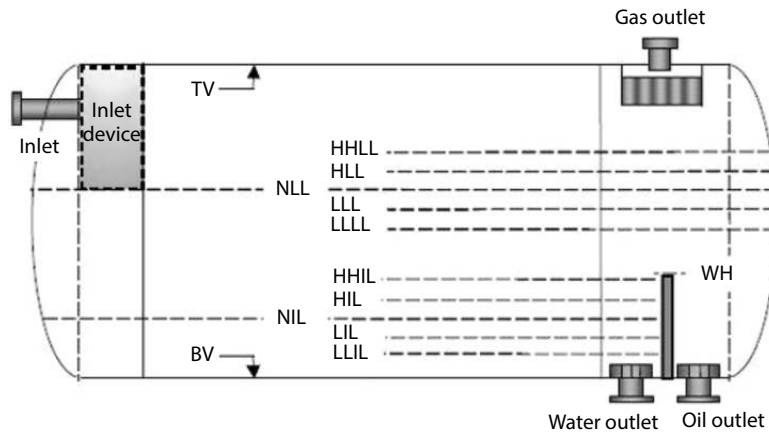 Gas outlet
TV
Inlet
device
Inlet
HHLL
HLL
NLL
LLL
LLLL
HHIL
WH
HIL
NIL
LIL
BV
LLIL
Water outlet
Oil outlet